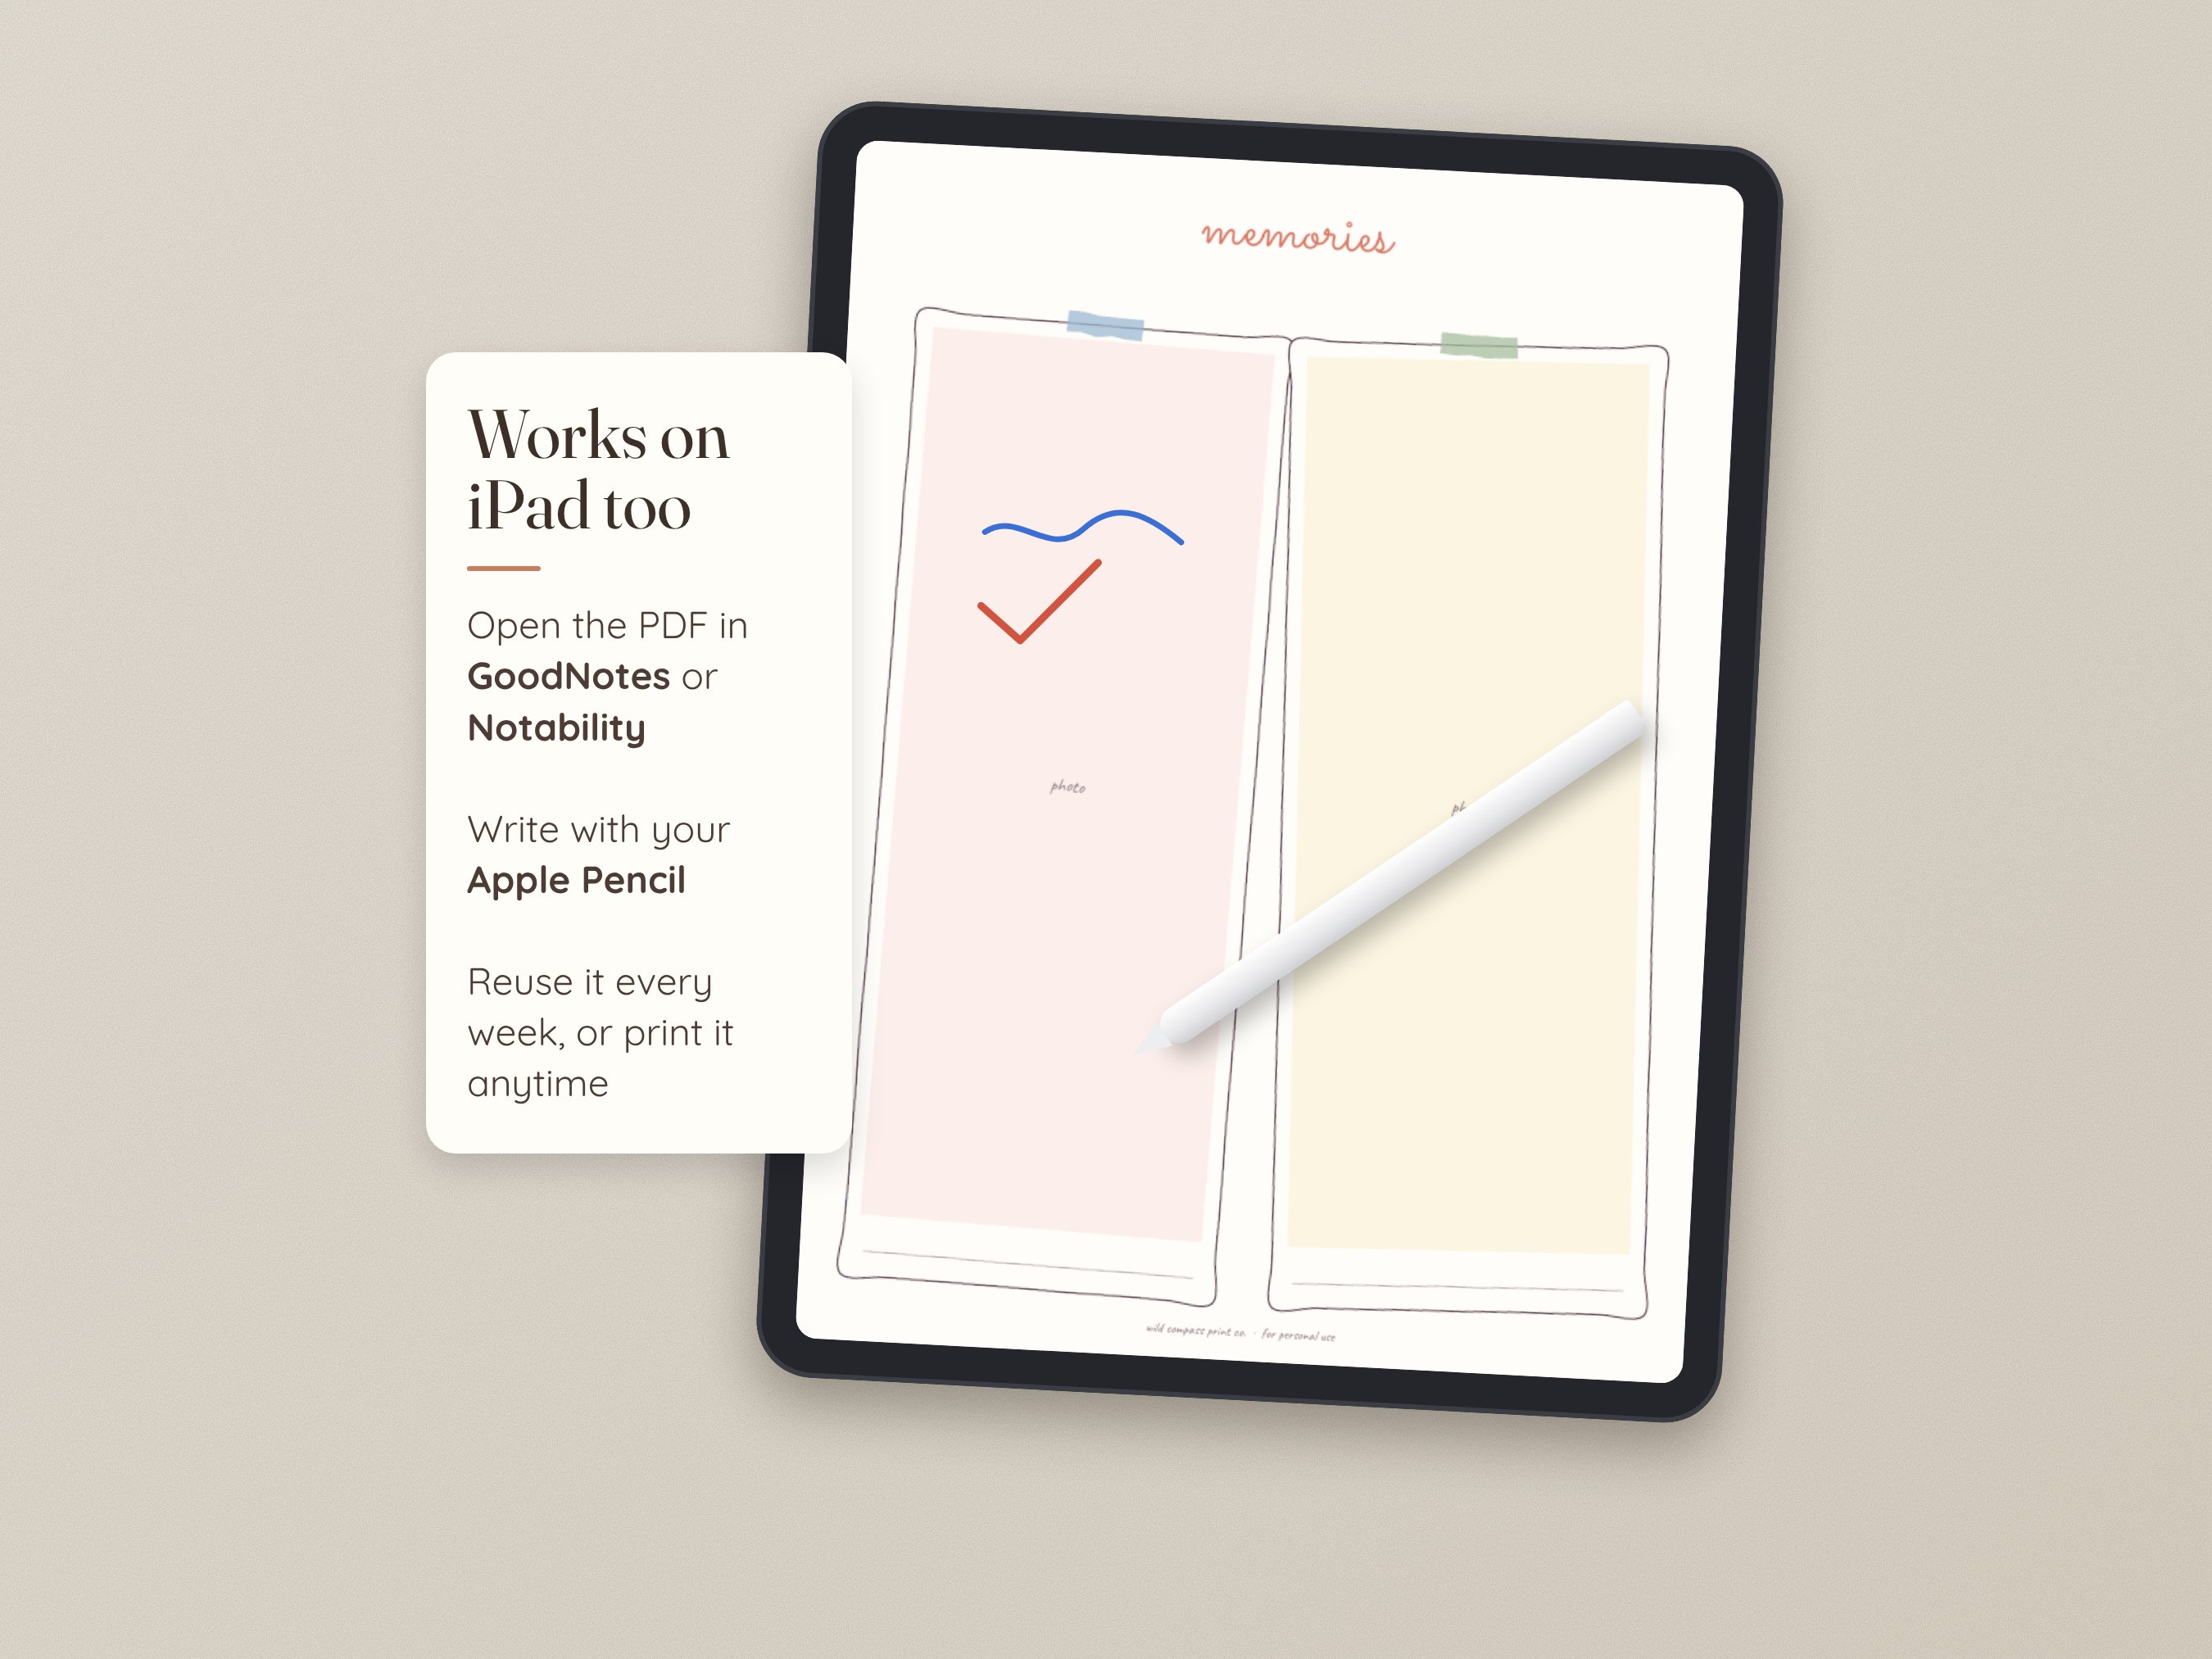 memories
Works on
iPad too
Open the PDF in
GoodNotes or
Notability
Write with your
Apple Pencil
Reuse it every
week, or print it
anytime
photo
wild compass print co. · for personal use